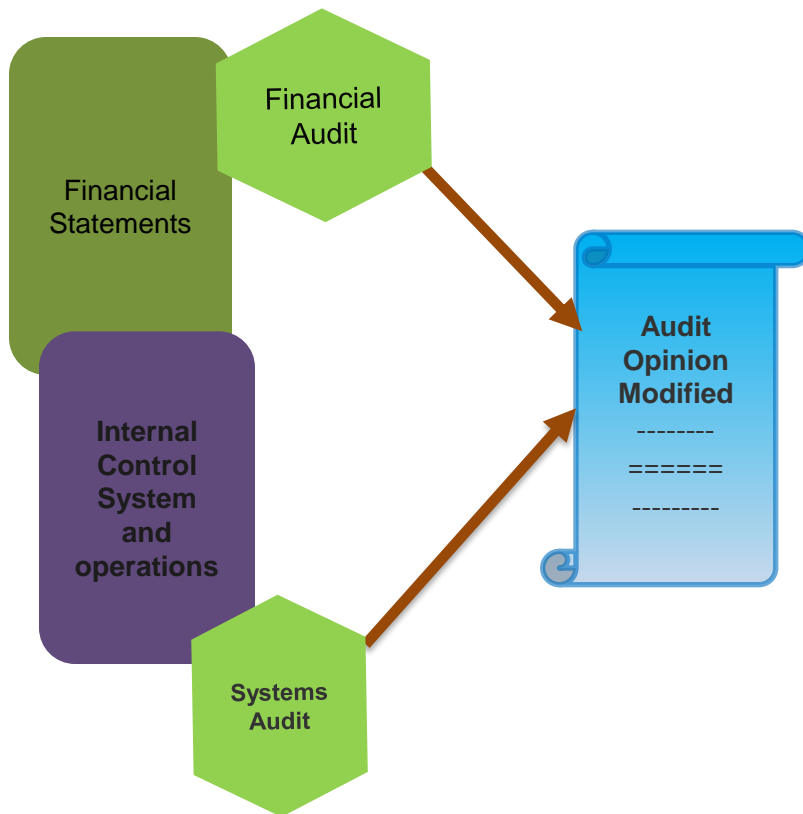 Financial
Audit
Financial
Statements
Audit
Opinion
Modified
--------
======
---------
Internal
Control
System
and
operations
Systems
Audit